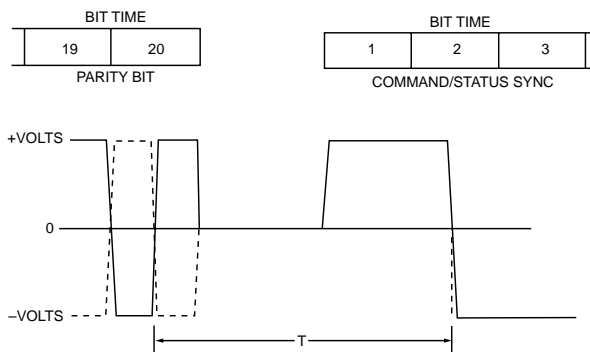 BIT TIME
19 20
PARITY BIT
BIT TIME
1 2 3
COMMAND/STATUS SYNC
+VOLTS
0
–VOLTS
T